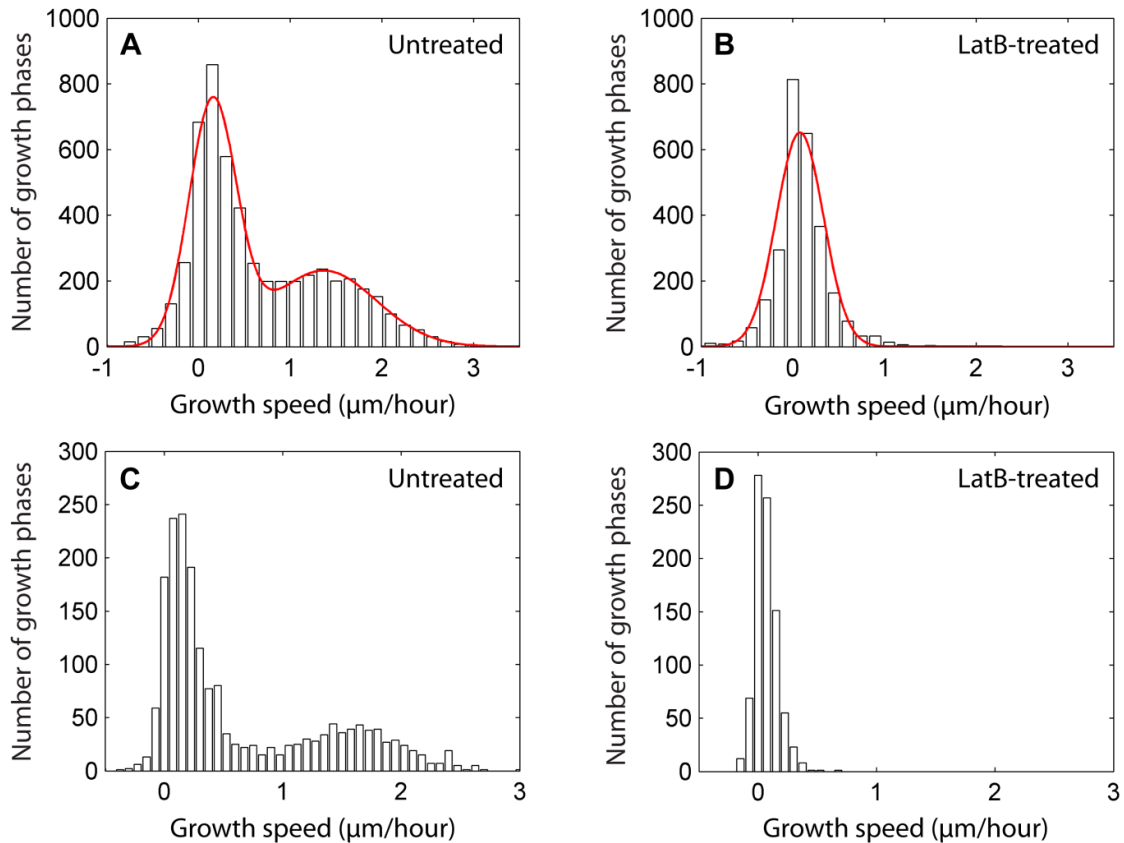 A
Untreated
Number of growth phases
1000
800
600
400
200
0
-1
0
1
2
3
Growth speed (μm/hour)
B
LatB-treated
Number of growth phases
1000
800
600
400
200
0
-1
0
1
2
3
Growth speed (μm/hour)
C
Untreated
Number of growth phases
300
250
200
150
100
50
0
0
1
2
3
Growth speed (μm/hour)
D
LatB-treated
Number of growth phases
300
250
200
150
100
50
0
0
1
2
3
Growth speed (μm/hour)